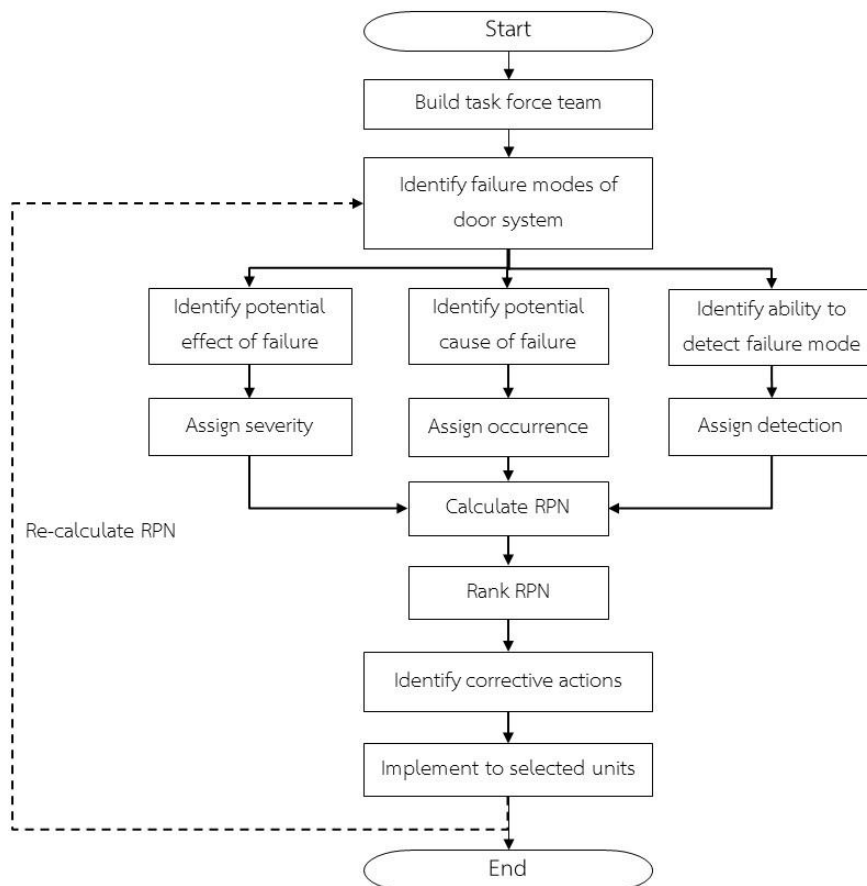 Start
Build task force team
Identify failure modes of
door system
Identify potential
effect of failure
Identify potential
cause of failure
Identify ability to
detect failure mode
Assign severity
Assign occurrence
Assign detection
Calculate RPN
Re-calculate RPN
Rank RPN
Identify corrective actions
Implement to selected units
End